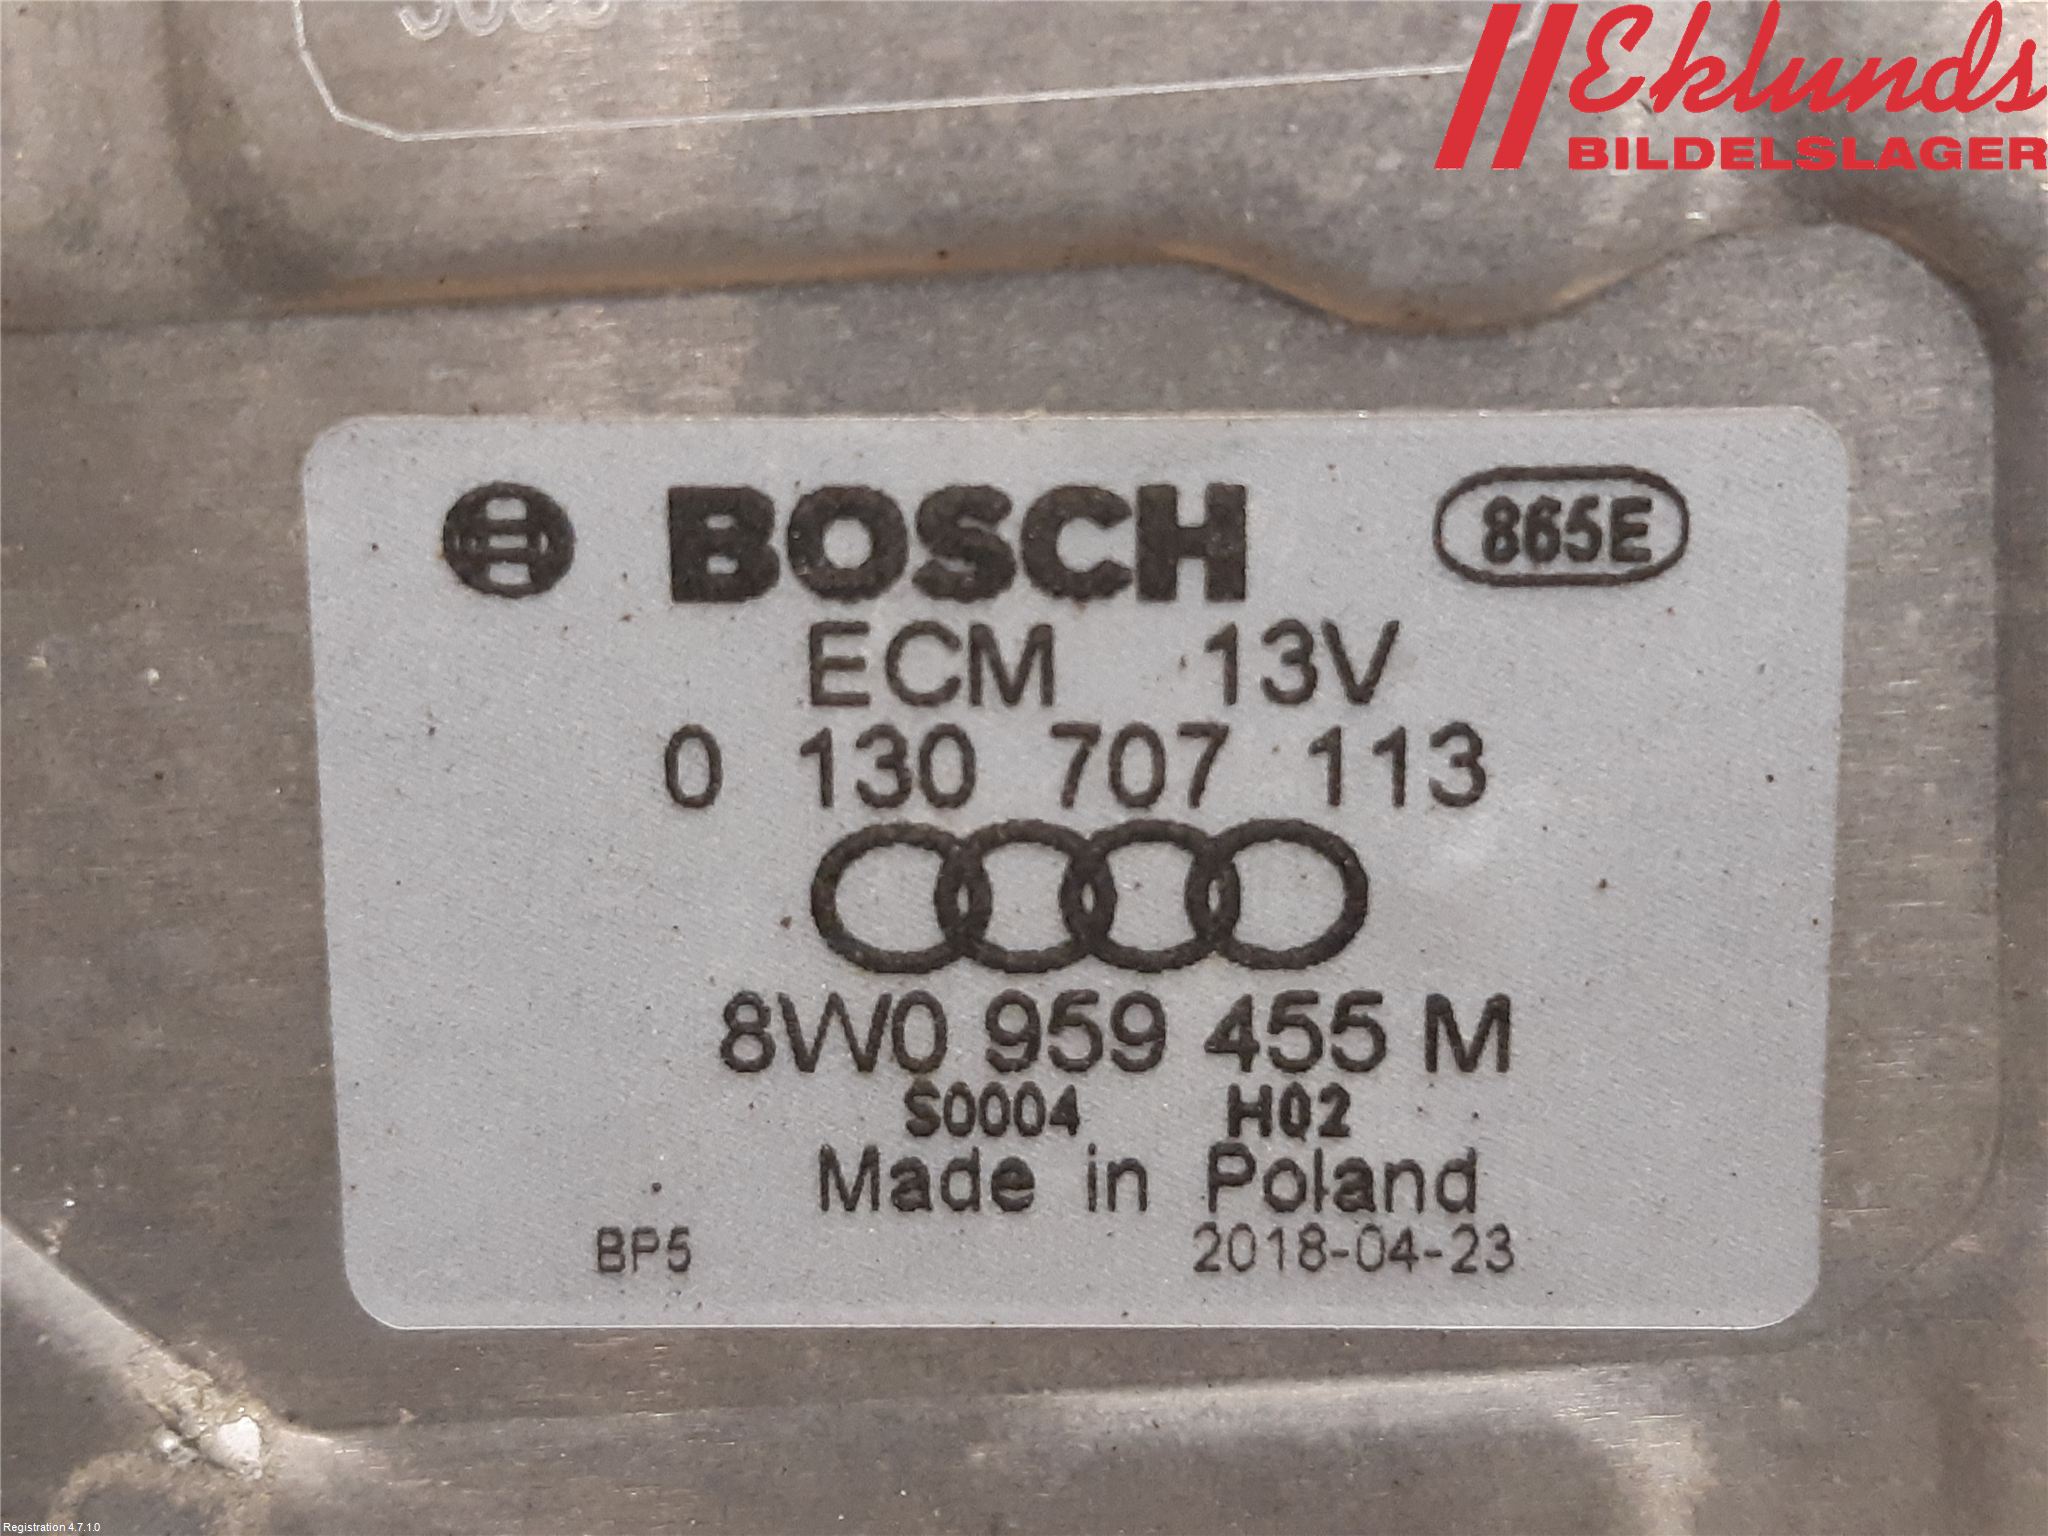 Eklunds
BILDELSLAGER
BOSCH 865E
ECM 13V
0 130 707 113
8W0 959 455 M
S0004 H02
Made in Poland
BP5 2018-04-23
Registration 4.7.1.0